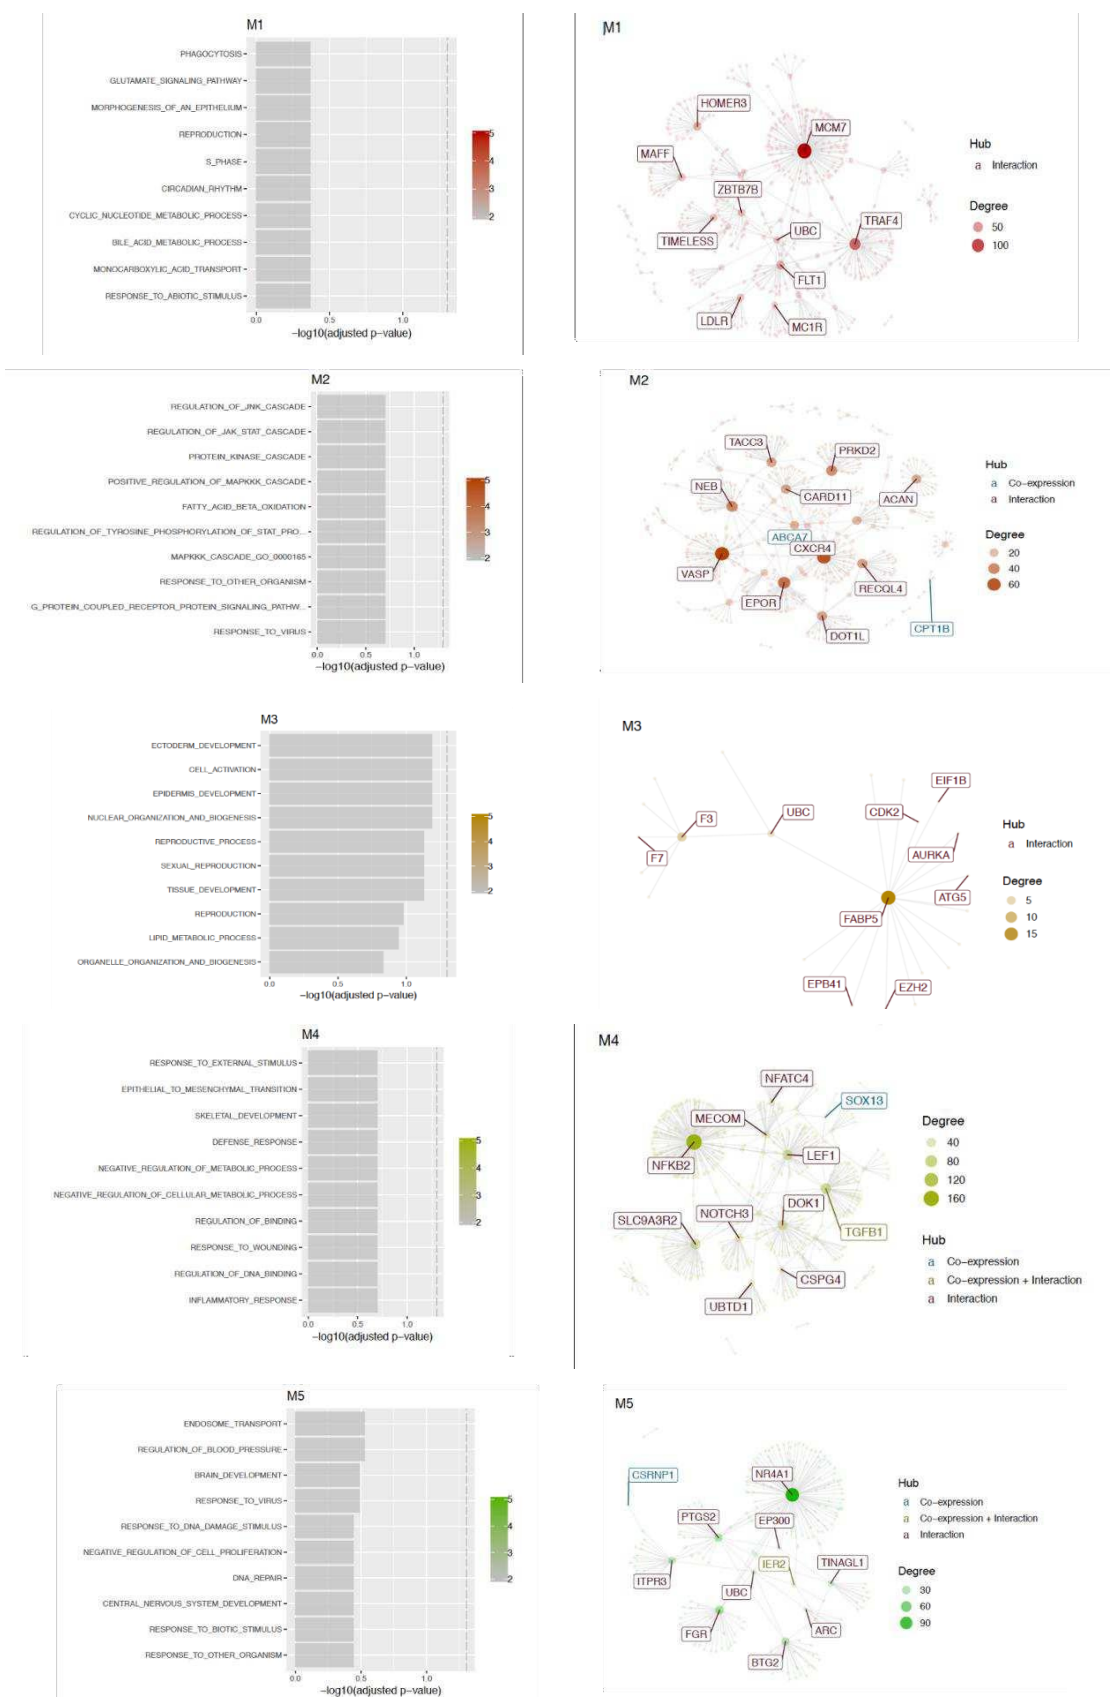 M1
PHAGOCYTOSIS
GLUTAMATE_SIGNALING_PATHWAY
MORPHOGENESIS_OF_AN_EPITHELIUM
REPRODUCTION
S_PHASE
CIRCADIAN_RHYTHM
CYCLIC_NUCLEOTIDE_METABOLIC_PROCESS
BILE_ACID_METABOLIC_PROCESS
MONOCARBOXYLIC_ACID_TRANSPORT
RESPONSE_TO_ABIOTIC_STIMULUS
0.0 0.5 1.0
−log10(adjusted p−value)
5
4
3
2
M1
HOMER3
MCM7
MAFF
ZBTB7B
TIMELESS
UBC
TRAF4
FLT1
LDLR
MC1R
Hub
a Interaction
Degree
50
100
M2
REGULATION_OF_JNK_CASCADE
REGULATION_OF_JAK_STAT_CASCADE
PROTEIN_KINASE_CASCADE
POSITIVE_REGULATION_OF_MAPKKK_CASCADE
FATTY_ACID_BETA_OXIDATION
REGULATION_OF_TYROSINE_PHOSPHORYLATION_OF_STAT_PRO...
MAPKKK_CASCADE_GO_0000165
RESPONSE_TO_OTHER_ORGANISM
G_PROTEIN_COUPLED_RECEPTOR_PROTEIN_SIGNALING_PATHW...
RESPONSE_TO_VIRUS
0.0 0.5 1.0
−log10(adjusted p−value)
5
4
3
2
M2
TACC3
PRKD2
NEB
CARD11
ACAN
ABCA7
CXCR4
VASP
EPOR
RECQL4
DOT1L
CPT1B
Hub
a Co−expression
a Interaction
Degree
20
40
60
M3
ECTODERM_DEVELOPMENT
CELL_ACTIVATION
EPIDERMIS_DEVELOPMENT
NUCLEAR_ORGANIZATION_AND_BIOGENESIS
REPRODUCTIVE_PROCESS
SEXUAL_REPRODUCTION
TISSUE_DEVELOPMENT
REPRODUCTION
LIPID_METABOLIC_PROCESS
ORGANELLE_ORGANIZATION_AND_BIOGENESIS
0.0 0.5 1.0
−log10(adjusted p−value)
5
4
3
2
M3
EIF1B
F3
UBC
CDK2
F7
AURKA
ATG5
FABP5
EPB41
EZH2
Hub
a Interaction
Degree
5
10
15
M4
RESPONSE_TO_EXTERNAL_STIMULUS
EPITHELIAL_TO_MESENCHYMAL_TRANSITION
SKELETAL_DEVELOPMENT
DEFENSE_RESPONSE
NEGATIVE_REGULATION_OF_METABOLIC_PROCESS
NEGATIVE_REGULATION_OF_CELLULAR_METABOLIC_PROCESS
REGULATION_OF_BINDING
RESPONSE_TO_WOUNDING
REGULATION_OF_DNA_BINDING
INFLAMMATORY_RESPONSE
0.0 0.5 1.0
−log10(adjusted p−value)
5
4
3
2
M4
NFATC4
SOX13
MECOM
NFKB2
LEF1
SLC9A3R2
NOTCH3
DOK1
TGFB1
CSPG4
UBTD1
Degree
40
80
120
160
Hub
a Co−expression
a Co−expression + Interaction
a Interaction
M5
ENDOSOME_TRANSPORT
REGULATION_OF_BLOOD_PRESSURE
BRAIN_DEVELOPMENT
RESPONSE_TO_VIRUS
RESPONSE_TO_DNA_DAMAGE_STIMULUS
NEGATIVE_REGULATION_OF_CELL_PROLIFERATION
DNA_REPAIR
CENTRAL_NERVOUS_SYSTEM_DEVELOPMENT
RESPONSE_TO_BIOTIC_STIMULUS
RESPONSE_TO_OTHER_ORGANISM
0.0 0.5 1.0
−log10(adjusted p−value)
5
4
3
2
M5
CSRNP1
NR4A1
PTGS2
EP300
IER2
TINAGL1
ITPR3
UBC
FGR
ARC
BTG2
Hub
a Co−expression
a Co−expression + Interaction
a Interaction
Degree
30
60
90